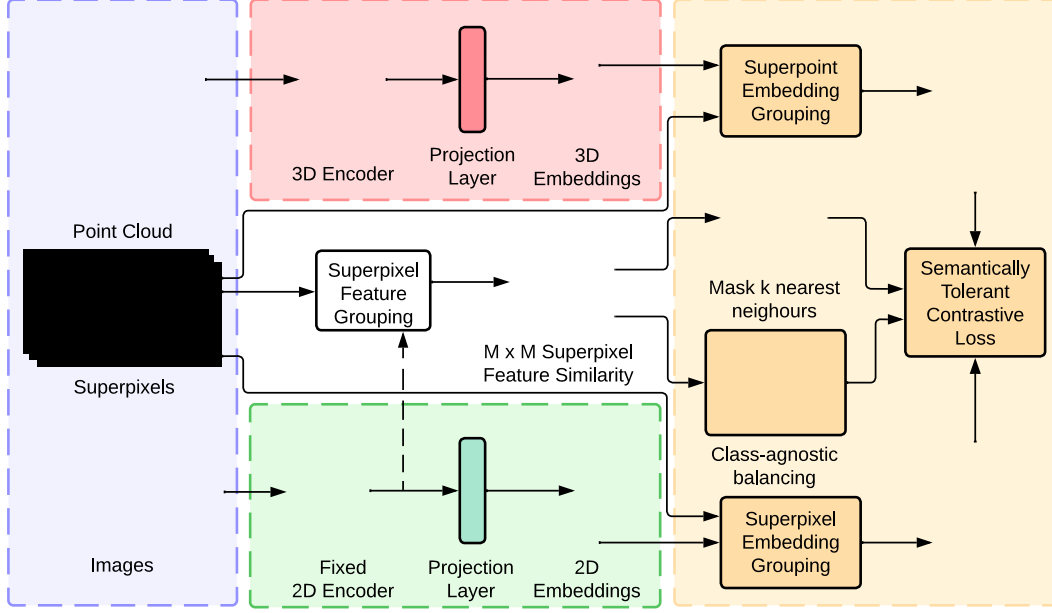 3D Encoder
Projection
Layer
3D
Embeddings
Superpoint
Embedding
Grouping
Point Cloud
Superpixels
Superpixel
Feature
Grouping
M x M Superpixel
Feature Similarity
Mask k nearest
neighours
Semantically
Tolerant
Contrastive
Loss
Class-agnostic
balancing
Images
Fixed
2D Encoder
Projection
Layer
2D
Embeddings
Superpixel
Embedding
Grouping